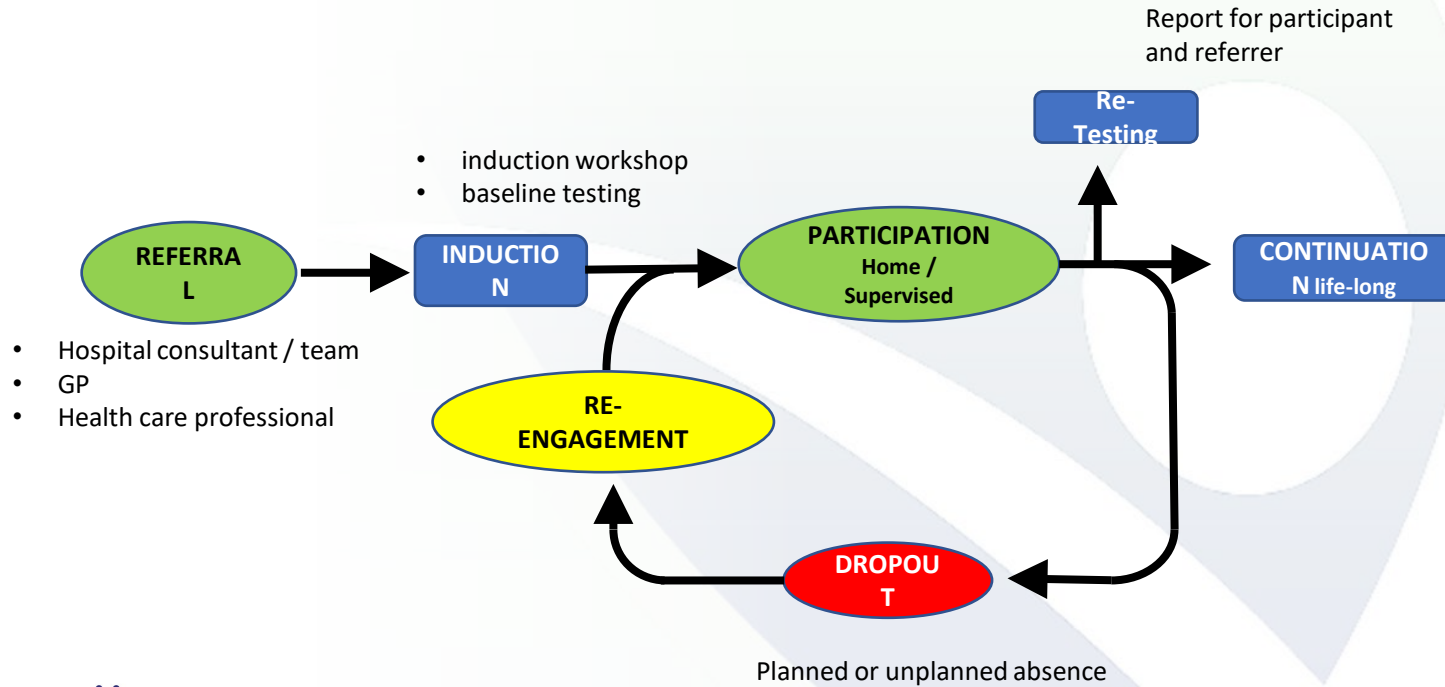 Report for participant
and referrer
Re-
Testing
• induction workshop
• baseline testing
REFERRA
L
INDUCTIO
N
PARTICIPATION
Home /
Supervised
CONTINUATIO
N life-long
• Hospital consultant / team
• GP
• Health care professional
RE-
ENGAGEMENT
DROPOU
T
Planned or unplanned absence